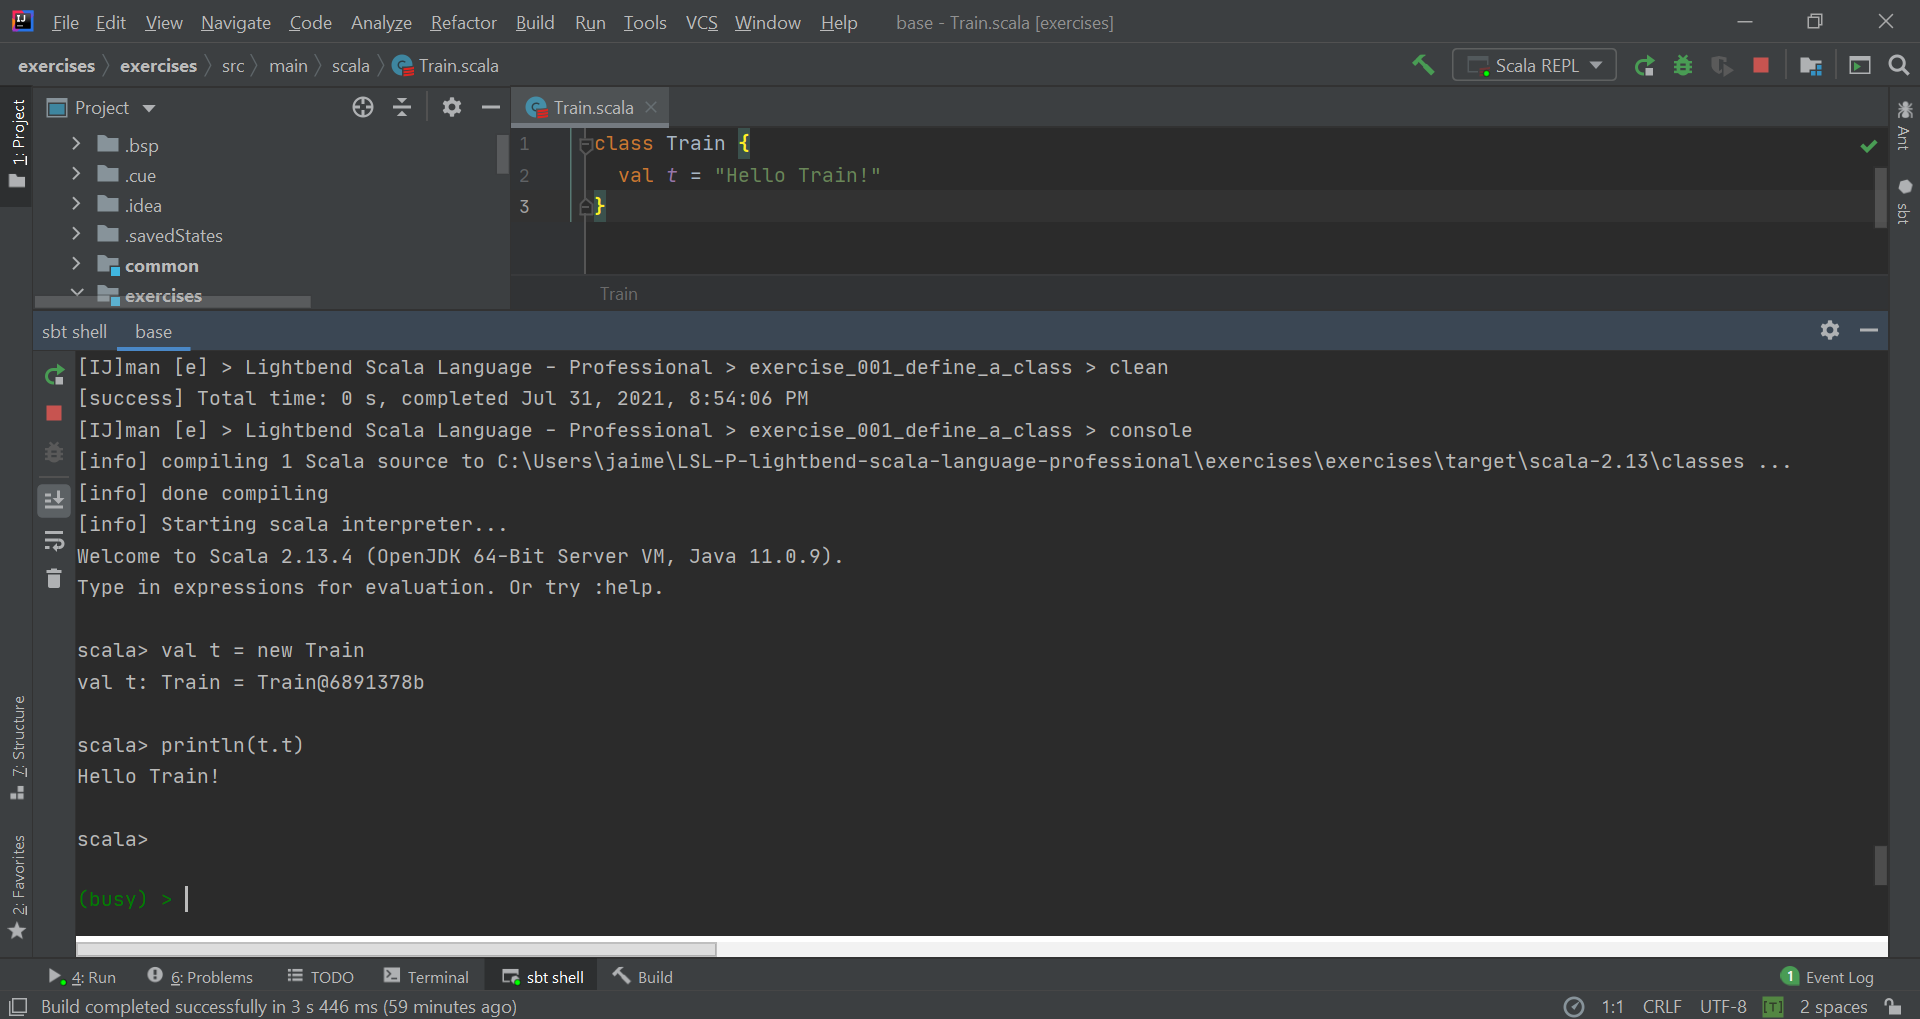 File Edit View Navigate Code Analyze Refactor Build Run Tools VCS Window Help base - Train.scala [exercises]
exercises exercises src main scala Train.scala Scala REPL
1: Project
Project
.bsp
.cue
.idea
.savedStates
common
exercises
Train.scala
1 class Train {
2 val t = "Hello Train!"
3 }
Train
Ant
sbt
sbt shell base
[IJ]man [e] > Lightbend Scala Language - Professional > exercise_001_define_a_class > clean
[success] Total time: 0 s, completed Jul 31, 2021, 8:54:06 PM
[IJ]man [e] > Lightbend Scala Language - Professional > exercise_001_define_a_class > console
[info] compiling 1 Scala source to C:\Users\jaime\LSL-P-lightbend-scala-language-professional\exercises\exercises\target\scala-2.13\classes ...
[info] done compiling
[info] Starting scala interpreter...
Welcome to Scala 2.13.4 (OpenJDK 64-Bit Server VM, Java 11.0.9).
Type in expressions for evaluation. Or try :help.
scala> val t = new Train
val t: Train = Train@6891378b
scala> println(t.t)
Hello Train!
scala>
(busy) >
7: Structure
2: Favorites
4: Run 6: Problems TODO Terminal sbt shell Build 1 Event Log
Build completed successfully in 3 s 446 ms (59 minutes ago) 1:1 CRLF UTF-8 [T] 2 spaces